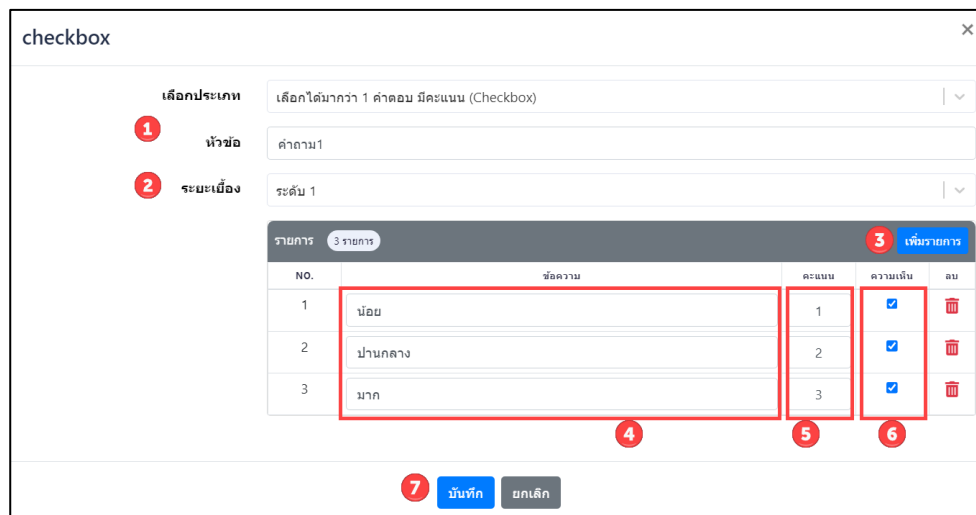 checkbox ×
เลือกประเภท เลือกได้มากว่า 1 คำตอบ มีคะแนน (Checkbox)
1
หัวข้อ คำถาม1
2 ระยะเยื้อง ระดับ 1
รายการ 3 รายการ 3 เพิ่มรายการ
NO. ข้อความ คะแนน ความเห็น ลบ
1 น้อย 1
2 ปานกลาง 2
3 มาก 3
4 5 6
7 บันทึก ยกเลิก